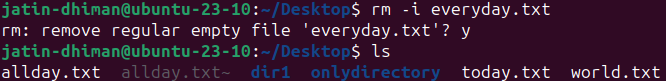 jatin-dhiman@ubuntu-23-10:~/Desktop$ rm -i everyday.txt
rm: remove regular empty file 'everyday.txt'? y
jatin-dhiman@ubuntu-23-10:~/Desktop$ ls
allday.txt  allday.txt~  dir1  onlydirectory  today.txt  world.txt